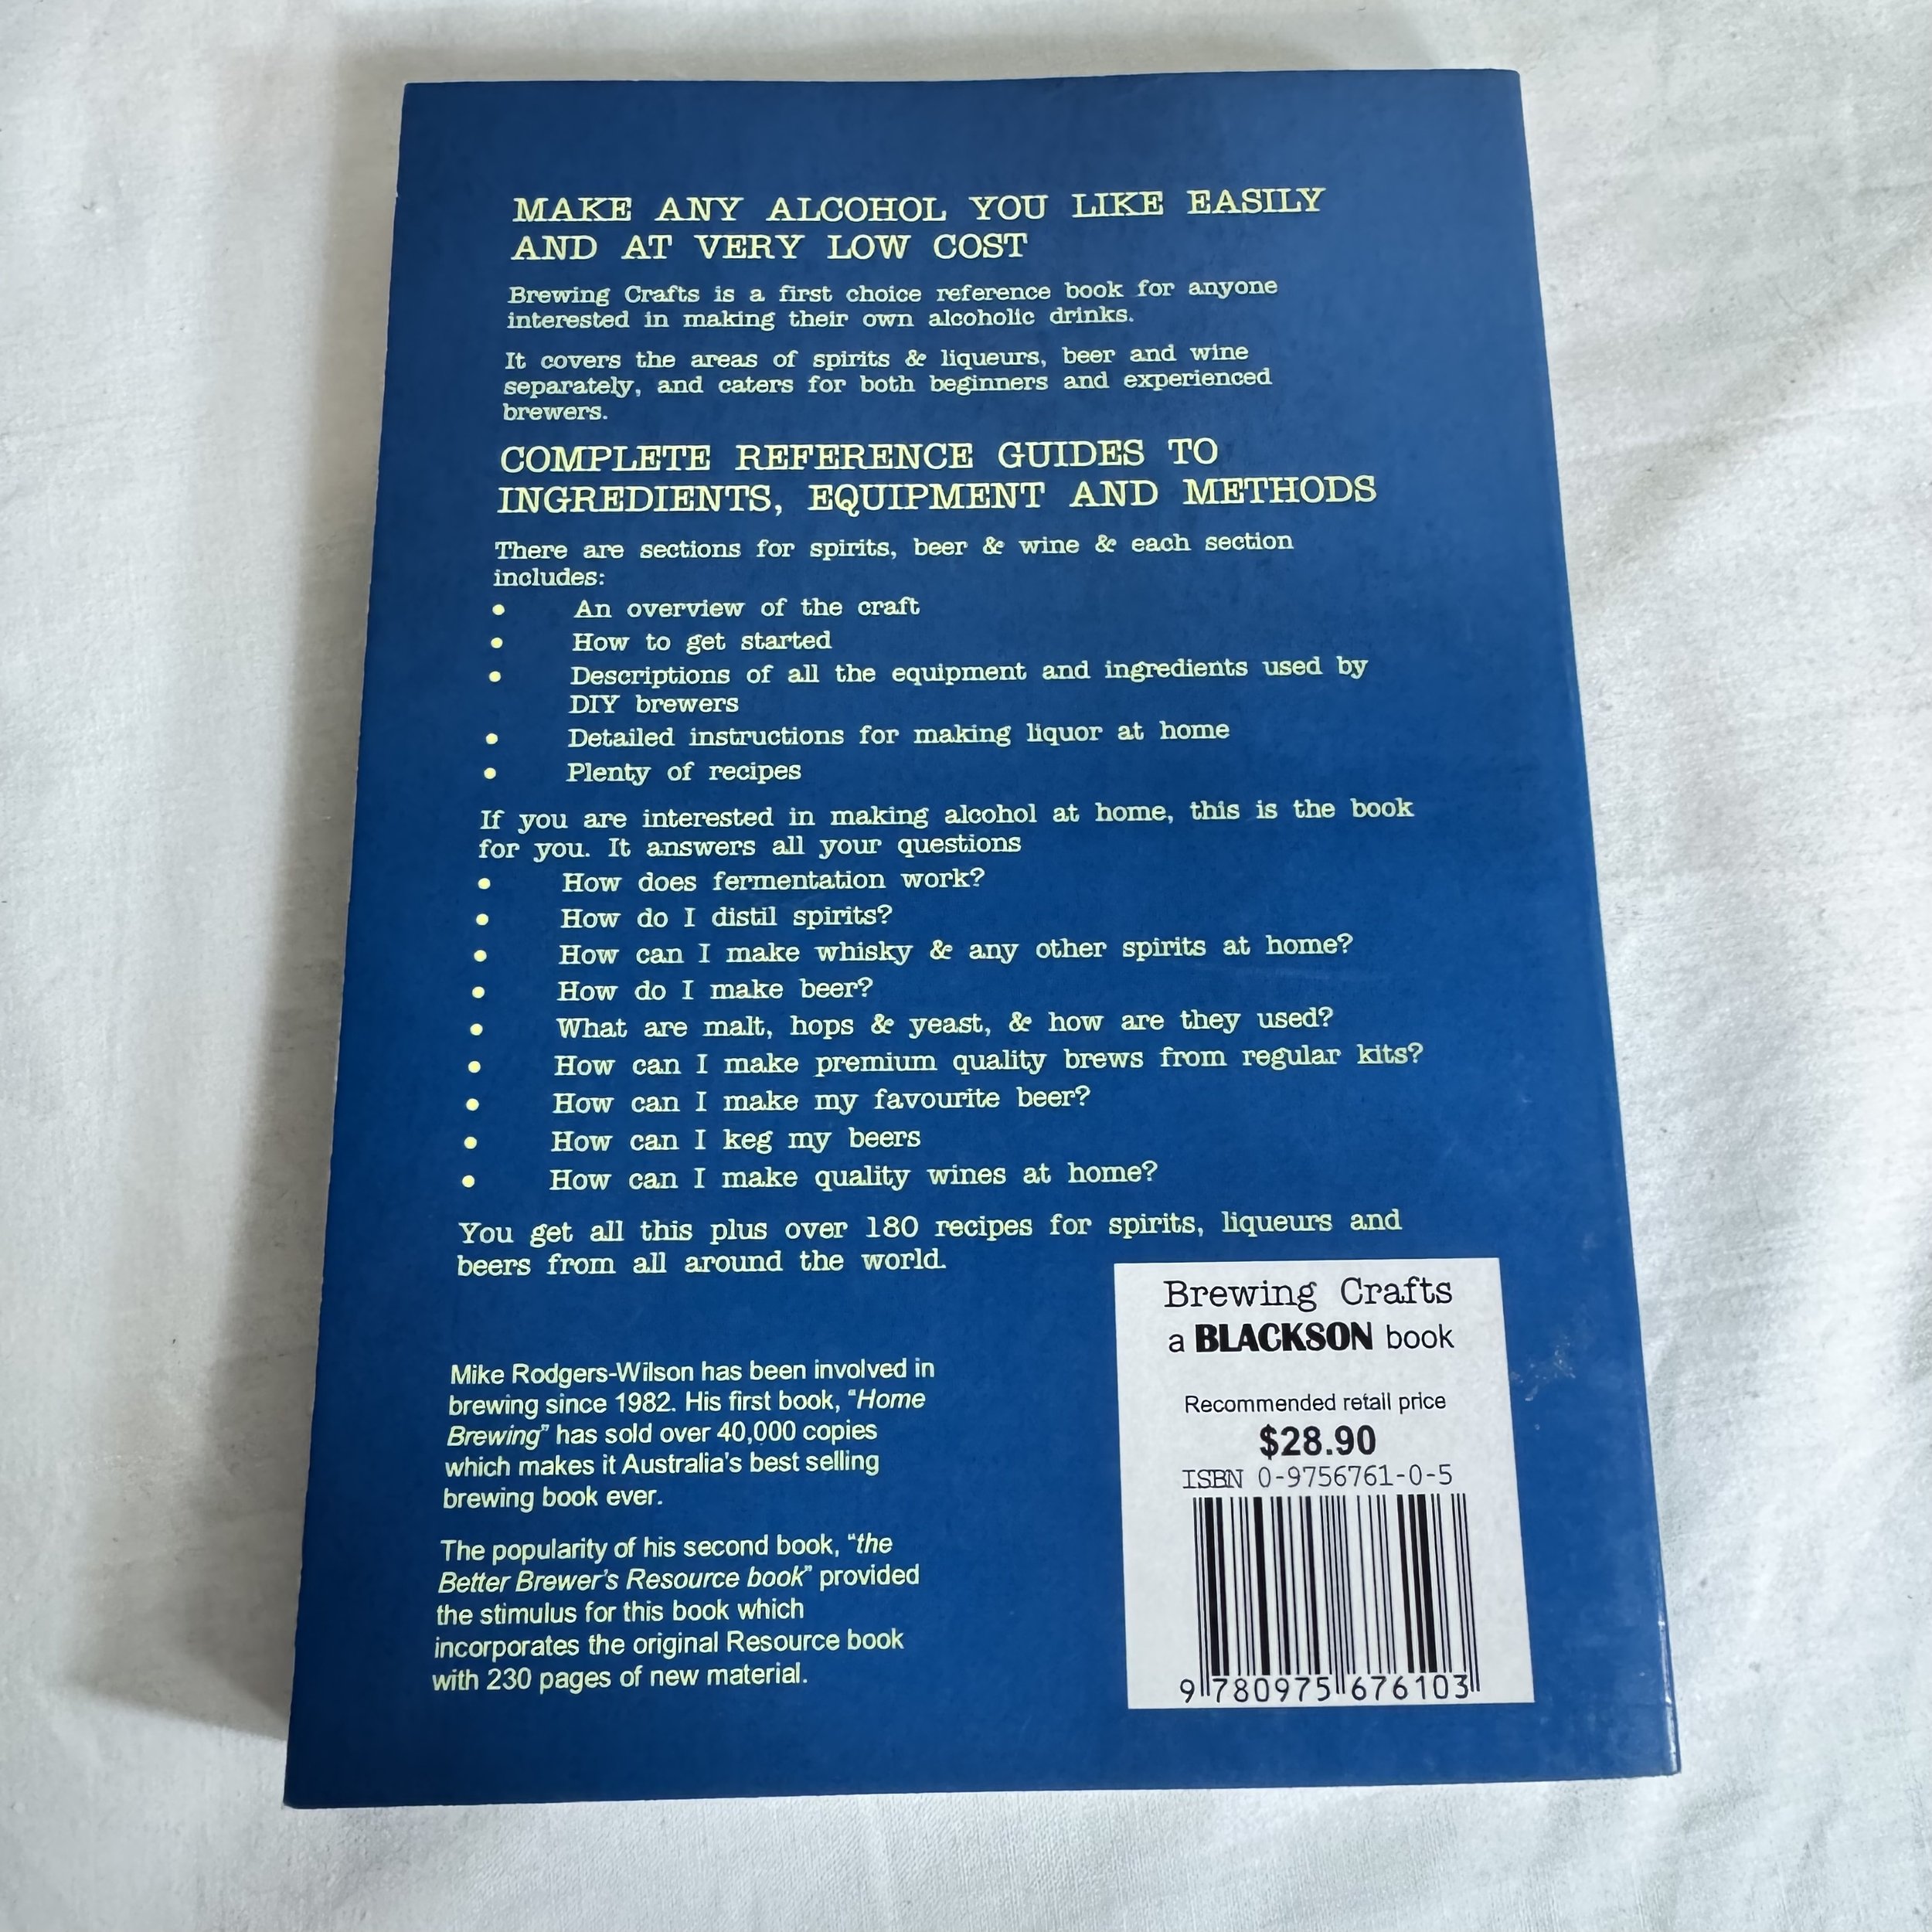 MAKE ANY ALCOHOL YOU LIKE EASILY
AND AT VERY LOW COST
Brewing Crafts is a first choice reference book for anyone
interested in making their own alcoholic drinks.
It covers the areas of spirits & liqueurs, beer and wine
separately, and caters for both beginners and experienced
brewers.
COMPLETE REFERENCE GUIDES TO
INGREDIENTS, EQUIPMENT AND METHODS
There are sections for spirits, beer & wine & each section
includes:
• An overview of the craft
• How to get started
• Descriptions of all the equipment and ingredients used by
DIY brewers
• Detailed instructions for making liquor at home
• Plenty of recipes
If you are interested in making alcohol at home, this is the book
for you. It answers all your questions
• How does fermentation work?
• How do I distil spirits?
• How can I make whisky & any other spirits at home?
• How do I make beer?
• What are malt, hops & yeast, & how are they used?
• How can I make premium quality brews from regular kits?
• How can I make my favourite beer?
• How can I keg my beers
• How can I make quality wines at home?
You get all this plus over 180 recipes for spirits, liqueurs and
beers from all around the world.
Mike Rodgers-Wilson has been involved in
brewing since 1982. His first book, "Home
Brewing" has sold over 40,000 copies
which makes it Australia's best selling
brewing book ever.
The popularity of his second book, "the
Better Brewer's Resource book" provided
the stimulus for this book which
incorporates the original Resource book
with 230 pages of new material.
Brewing Crafts
a BLACKSON book
Recommended retail price
$28.90
ISBN 0-9756761-0-5
9 780975 676103